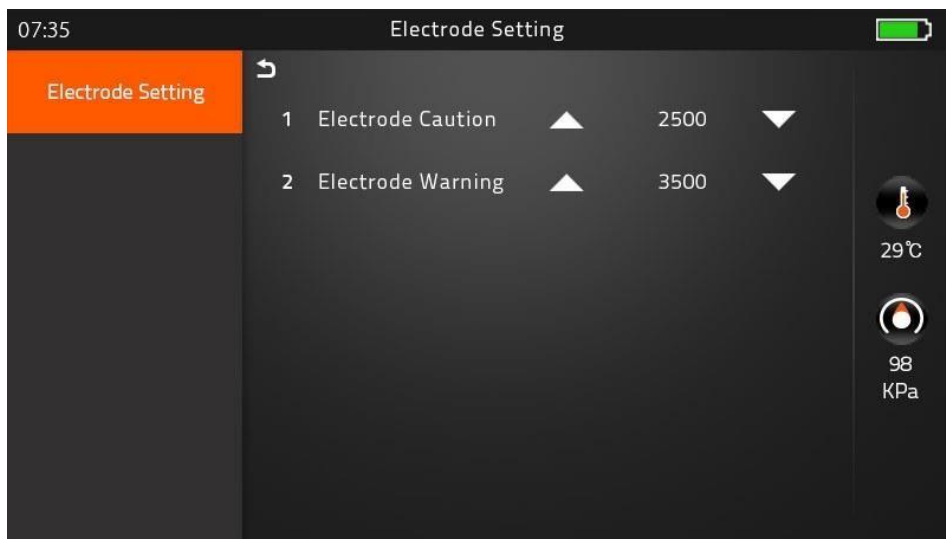 07:35
Electrode Setting
Electrode Setting
1 Electrode Caution 2500
2 Electrode Warning 3500
29℃
98
KPa